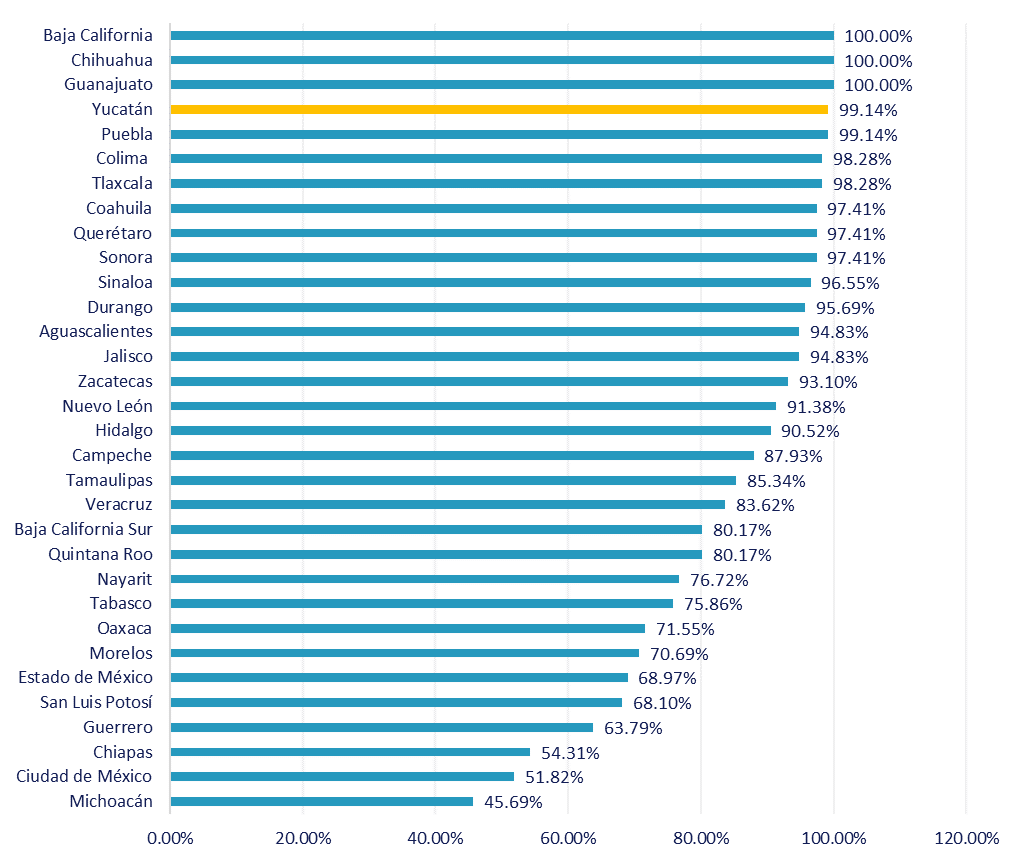 Baja California 100.00%
Chihuahua 100.00%
Guanajuato 100.00%
Yucatán 99.14%
Puebla 99.14%
Colima 98.28%
Tlaxcala 98.28%
Coahuila 97.41%
Querétaro 97.41%
Sonora 97.41%
Sinaloa 96.55%
Durango 95.69%
Aguascalientes 94.83%
Jalisco 94.83%
Zacatecas 93.10%
Nuevo León 91.38%
Hidalgo 90.52%
Campeche 87.93%
Tamaulipas 85.34%
Veracruz 83.62%
Baja California Sur 80.17%
Quintana Roo 80.17%
Nayarit 76.72%
Tabasco 75.86%
Oaxaca 71.55%
Morelos 70.69%
Estado de México 68.97%
San Luis Potosí 68.10%
Guerrero 63.79%
Chiapas 54.31%
Ciudad de México 51.82%
Michoacán 45.69%
0.00% 20.00% 40.00% 60.00% 80.00% 100.00% 120.00%